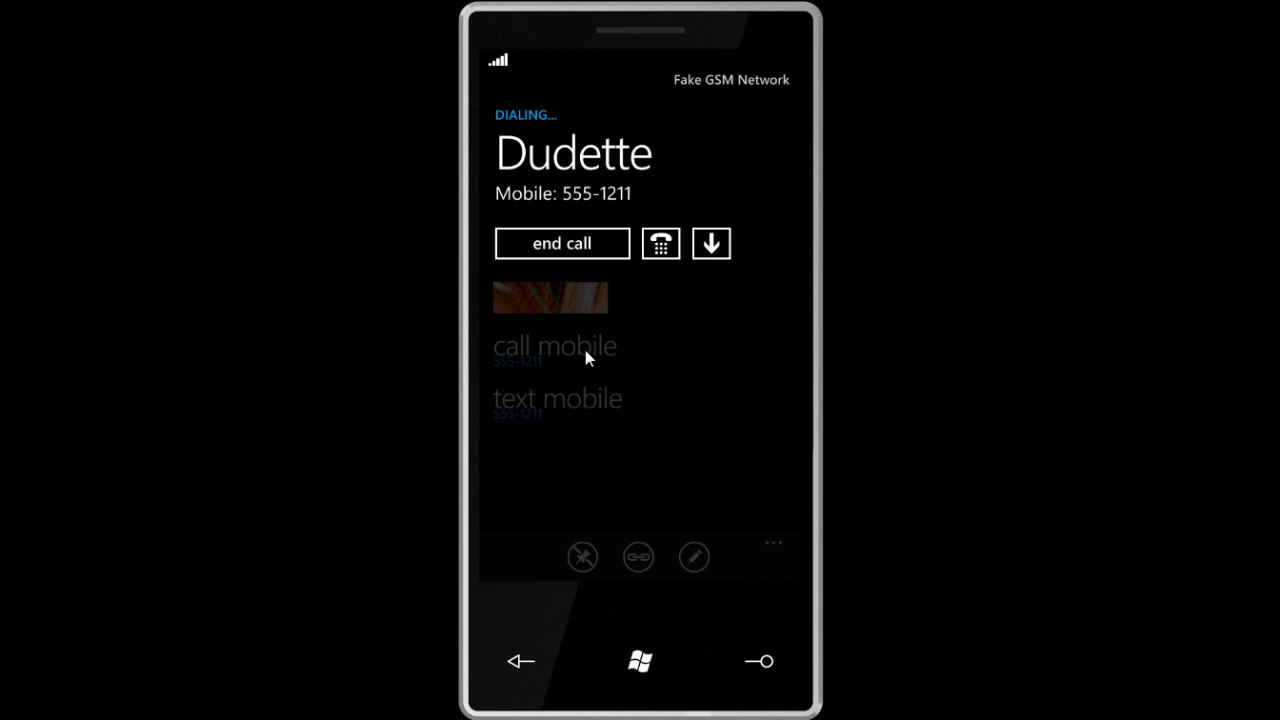 Fake GSM Network
DIALING...
Dudette
Mobile: 555-1211
end call
call mobile
555-1211
text mobile
555-1211